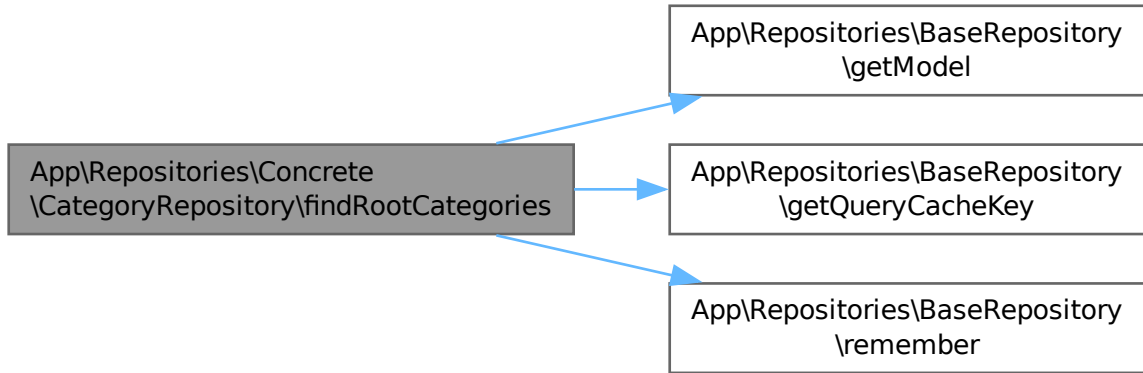 App\Repositories\BaseRepository
\getModel
App\Repositories\Concrete
\CategoryRepository\findRootCategories
App\Repositories\BaseRepository
\getQueryCacheKey
App\Repositories\BaseRepository
\remember